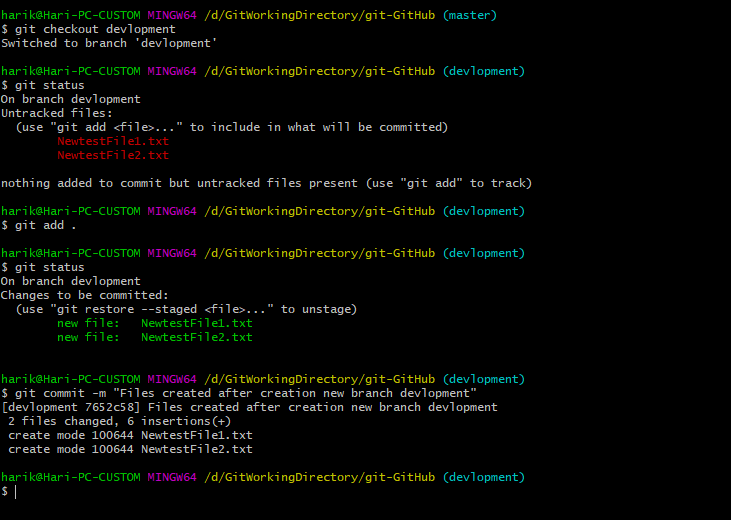 harik@Hari-PC-CUSTOM MINGW64 /d/GitWorkingDirectory/git-GitHub (master)
$ git checkout devlopment
Switched to branch 'devlopment'
harik@Hari-PC-CUSTOM MINGW64 /d/GitWorkingDirectory/git-GitHub (devlopment)
$ git status
On branch devlopment
Untracked files:
  (use "git add <file>..." to include in what will be committed)
        NewtestFile1.txt
        NewtestFile2.txt
nothing added to commit but untracked files present (use "git add" to track)
harik@Hari-PC-CUSTOM MINGW64 /d/GitWorkingDirectory/git-GitHub (devlopment)
$ git add .
harik@Hari-PC-CUSTOM MINGW64 /d/GitWorkingDirectory/git-GitHub (devlopment)
$ git status
On branch devlopment
Changes to be committed:
  (use "git restore --staged <file>..." to unstage)
        new file:   NewtestFile1.txt
        new file:   NewtestFile2.txt
harik@Hari-PC-CUSTOM MINGW64 /d/GitWorkingDirectory/git-GitHub (devlopment)
$ git commit -m "Files created after creation new branch devlopment"
[devlopment 7652c58] Files created after creation new branch devlopment
 2 files changed, 6 insertions(+)
 create mode 100644 NewtestFile1.txt
 create mode 100644 NewtestFile2.txt
harik@Hari-PC-CUSTOM MINGW64 /d/GitWorkingDirectory/git-GitHub (devlopment)
$